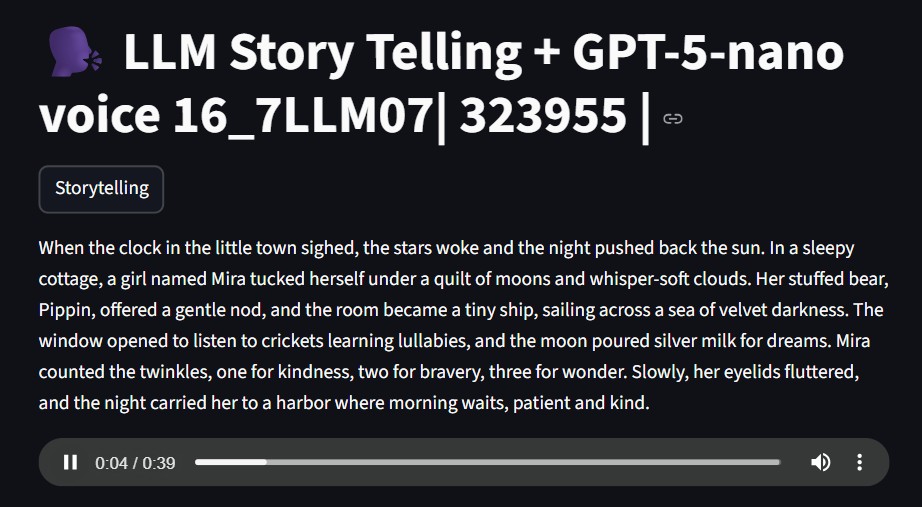 LLM Story Telling + GPT-5-nano
voice 16_7LLM07| 323955 |
Storytelling
When the clock in the little town sighed, the stars woke and the night pushed back the sun. In a sleepy
cottage, a girl named Mira tucked herself under a quilt of moons and whisper-soft clouds. Her stuffed bear,
Pippin, offered a gentle nod, and the room became a tiny ship, sailing across a sea of velvet darkness. The
window opened to listen to crickets learning lullabies, and the moon poured silver milk for dreams. Mira
counted the twinkles, one for kindness, two for bravery, three for wonder. Slowly, her eyelids fluttered,
and the night carried her to a harbor where morning waits, patient and kind.
0:04 / 0:39